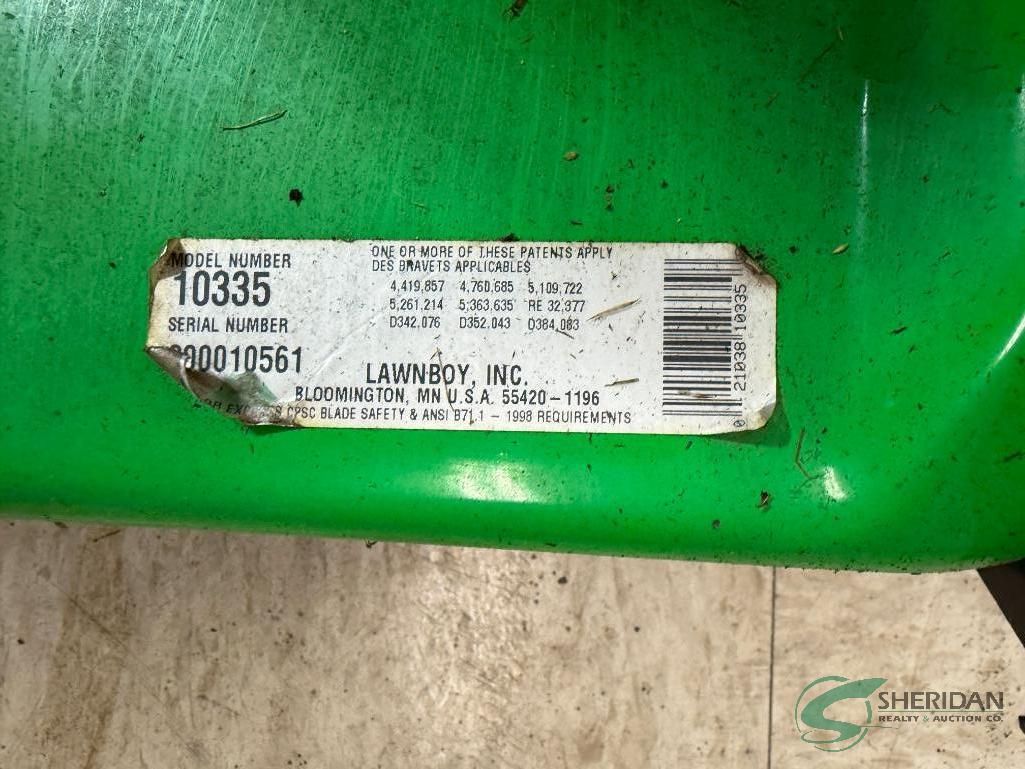 MODEL NUMBER
10335
SERIAL NUMBER
00010561
ONE OR MORE OF THESE PATENTS APPLY
DES BRAVETS APPLICABLES
4,419,857 4,760,685 5,109,722
5,261,214 5,363,635 RE 32,377
D342,076 D352,043 D384,083
LAWNBOY, INC.
BLOOMINGTON, MN U.S.A. 55420-1196
CPSC BLADE SAFETY & ANSI B71.1 - 1998 REQUIREMENTS
0 21038 10335
SHERIDAN
REALTY & AUCTION CO.